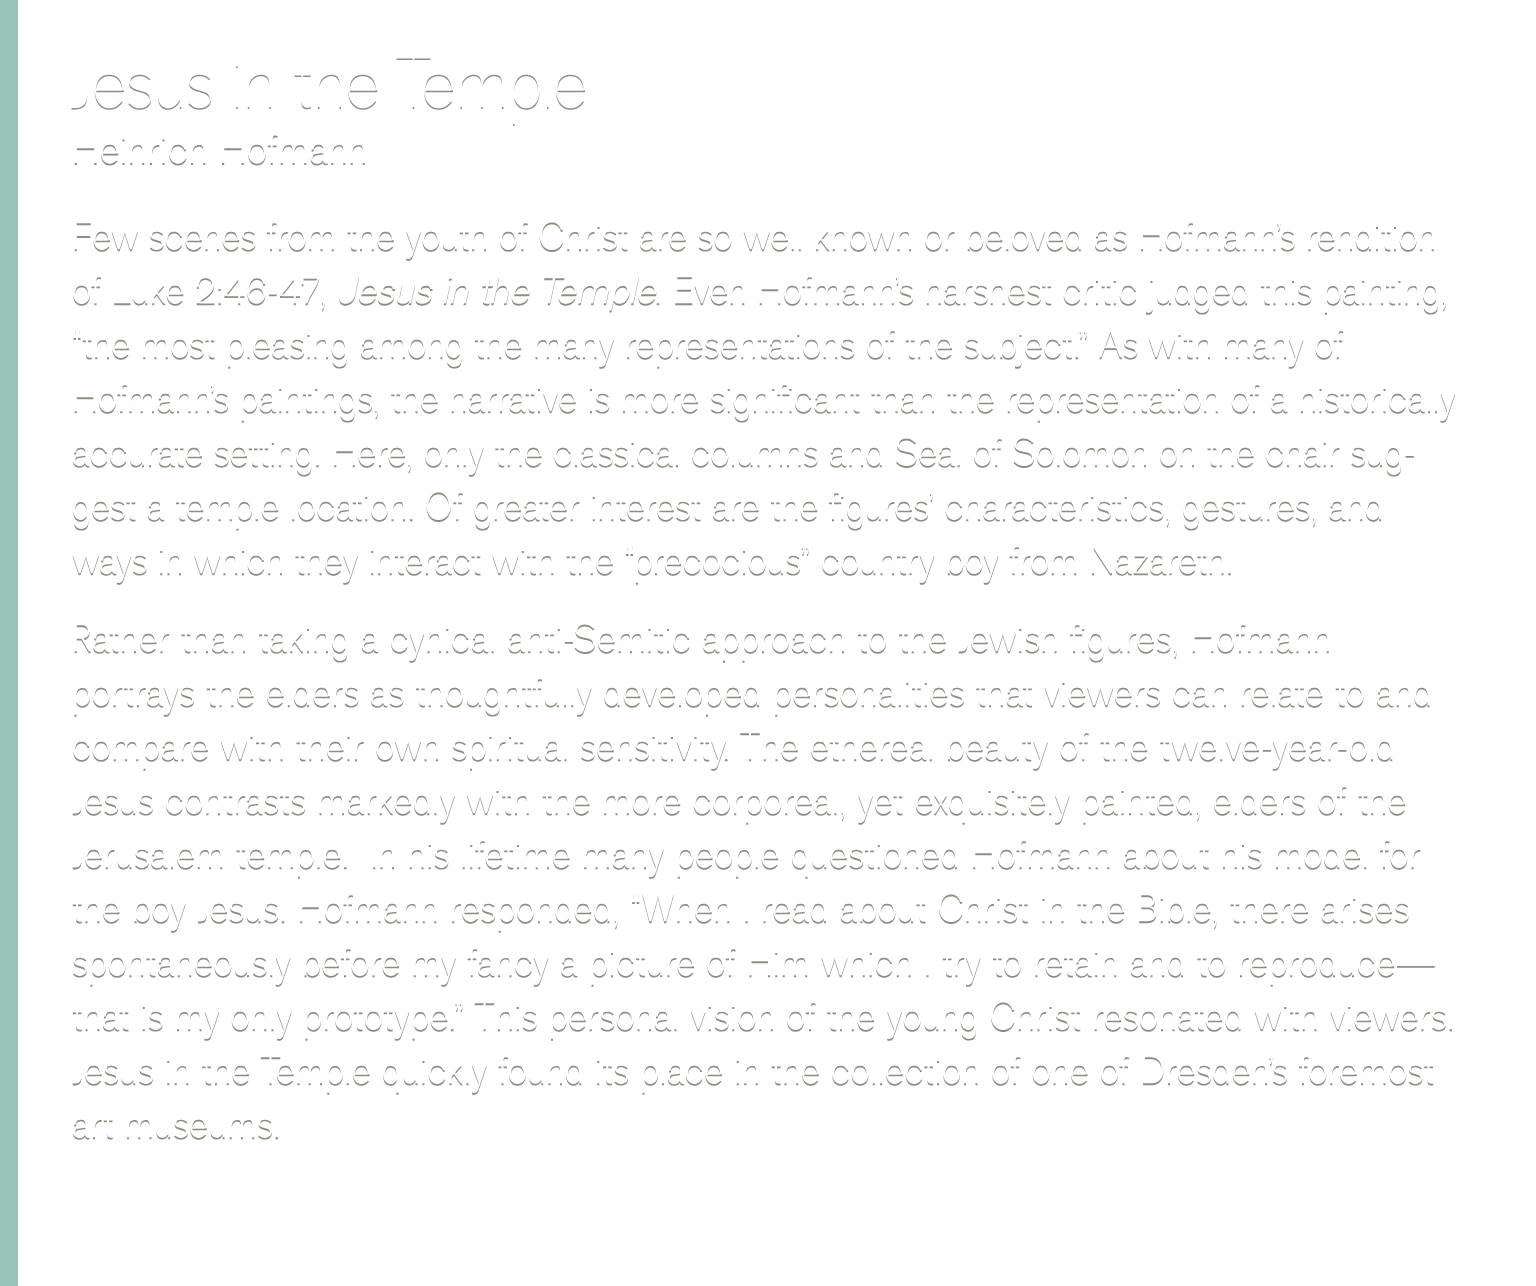 Jesus in the Temple
Heinrich Hofmann
Few scenes from the youth of Christ are so well known or beloved as Hofmann's rendition
of Luke 2:46-47, Jesus in the Temple. Even Hofmann's harshest critic judged this painting,
“the most pleasing among the many representations of the subject.” As with many of
Hofmann's paintings, the narrative is more significant than the representation of a historically
accurate setting. Here, only the classical columns and Seal of Solomon on the chair sug-
gest a temple location. Of greater interest are the figures' characteristics, gestures, and
ways in which they interact with the “precocious” country boy from Nazareth.
Rather than taking a cynical anti-Semitic approach to the Jewish figures, Hofmann
portrays the elders as thoughtfully developed personalities that viewers can relate to and
compare with their own spiritual sensitivity. The ethereal beauty of the twelve-year-old
Jesus contrasts markedly with the more corporeal, yet exquisitely painted, elders of the
Jerusalem temple. In his lifetime many people questioned Hofmann about his model for
the boy Jesus. Hofmann responded, “When I read about Christ in the Bible, there arises
spontaneously before my fancy a picture of Him which I try to retain and to reproduce—
that is my only prototype.” This personal vision of the young Christ resonated with viewers.
Jesus in the Temple quickly found its place in the collection of one of Dresden's foremost
art museums.